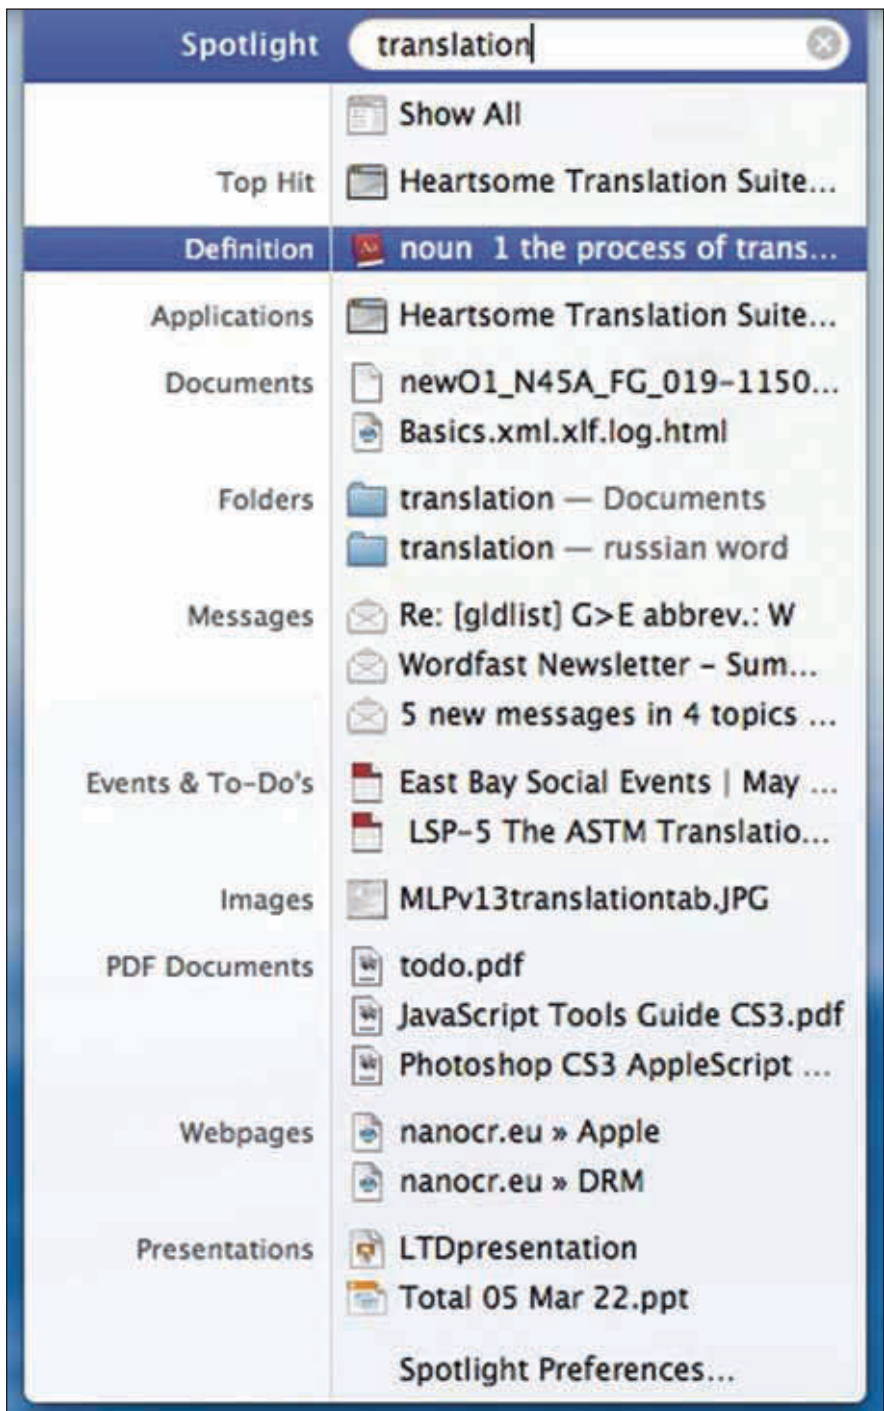 Spotlight translation
Show All
Top Hit Heartsome Translation Suite...
Definition noun 1 the process of trans...
Applications Heartsome Translation Suite...
Documents newO1_N45A_FG_019-1150...
Basics.xml.xlf.log.html
Folders translation — Documents
translation — russian word
Messages Re: [gldlist] G>E abbrev.: W
Wordfast Newsletter – Sum...
5 new messages in 4 topics ...
Events & To-Do's East Bay Social Events | May ...
LSP-5 The ASTM Translatio...
Images MLPv13translationtab.JPG
PDF Documents todo.pdf
JavaScript Tools Guide CS3.pdf
Photoshop CS3 AppleScript ...
Webpages nanocr.eu » Apple
nanocr.eu » DRM
Presentations LTDpresentation
Total 05 Mar 22.ppt
Spotlight Preferences...